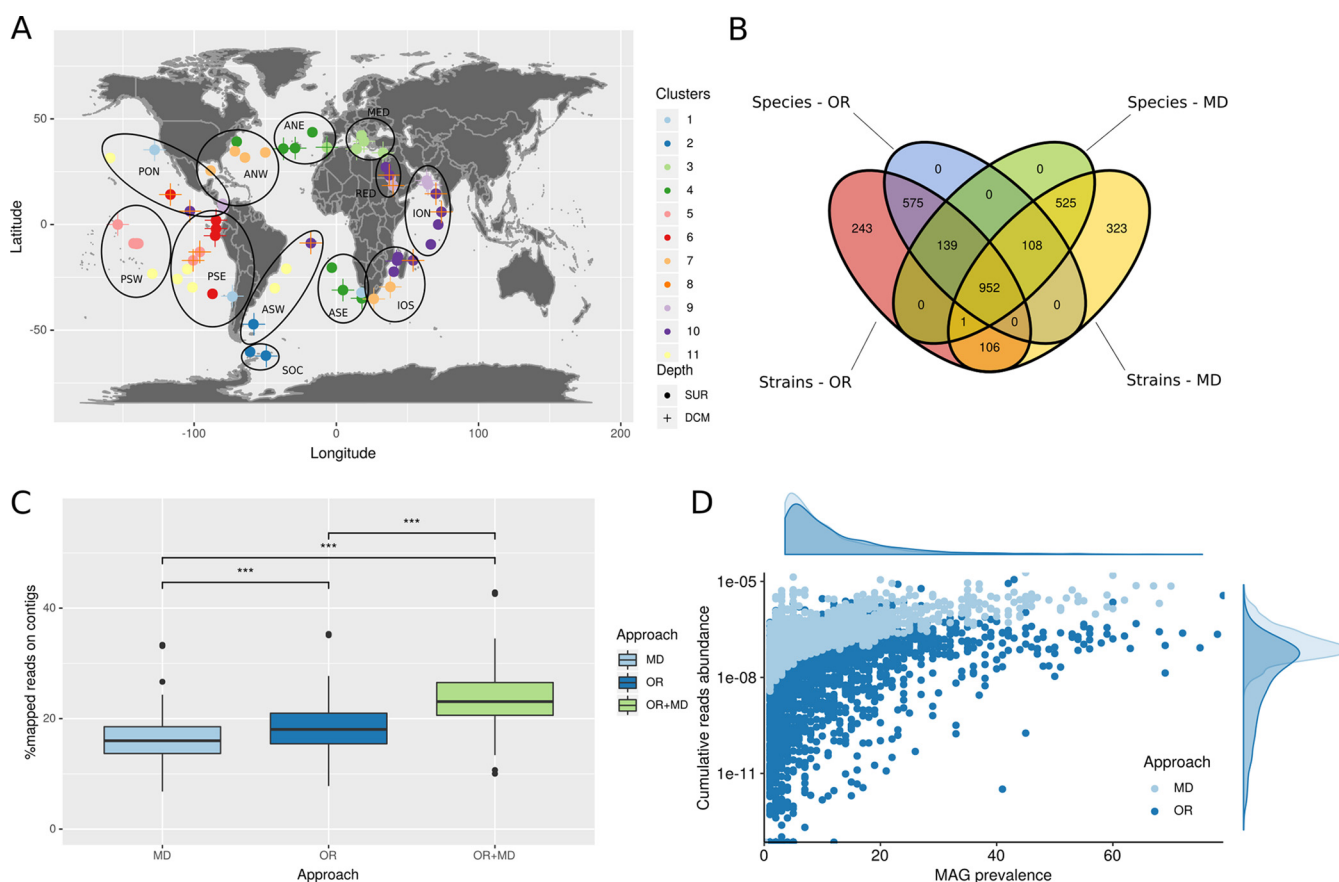 A
50
0
-50
Latitude
-100
0
100
200
Longitude
PON
ANW
ANE
MED
RED
ION
PSW
PSE
ASW
ASE
IOS
SOC
Clusters
1
2
3
4
5
6
7
8
9
10
11
Depth
SUR
DCM
B
Species - OR
Species - MD
0
0
575
0
525
243
139
108
323
952
0
0
1
0
106
Strains - OR
Strains - MD
C
***
***
***
40
20
0
%mapped reads on contigs
MD
OR
OR+MD
Approach
Approach
MD
OR
OR+MD
D
1e-05
1e-08
1e-11
Cumulative reads abundance
Approach
MD
OR
0
20
40
60
MAG prevalence